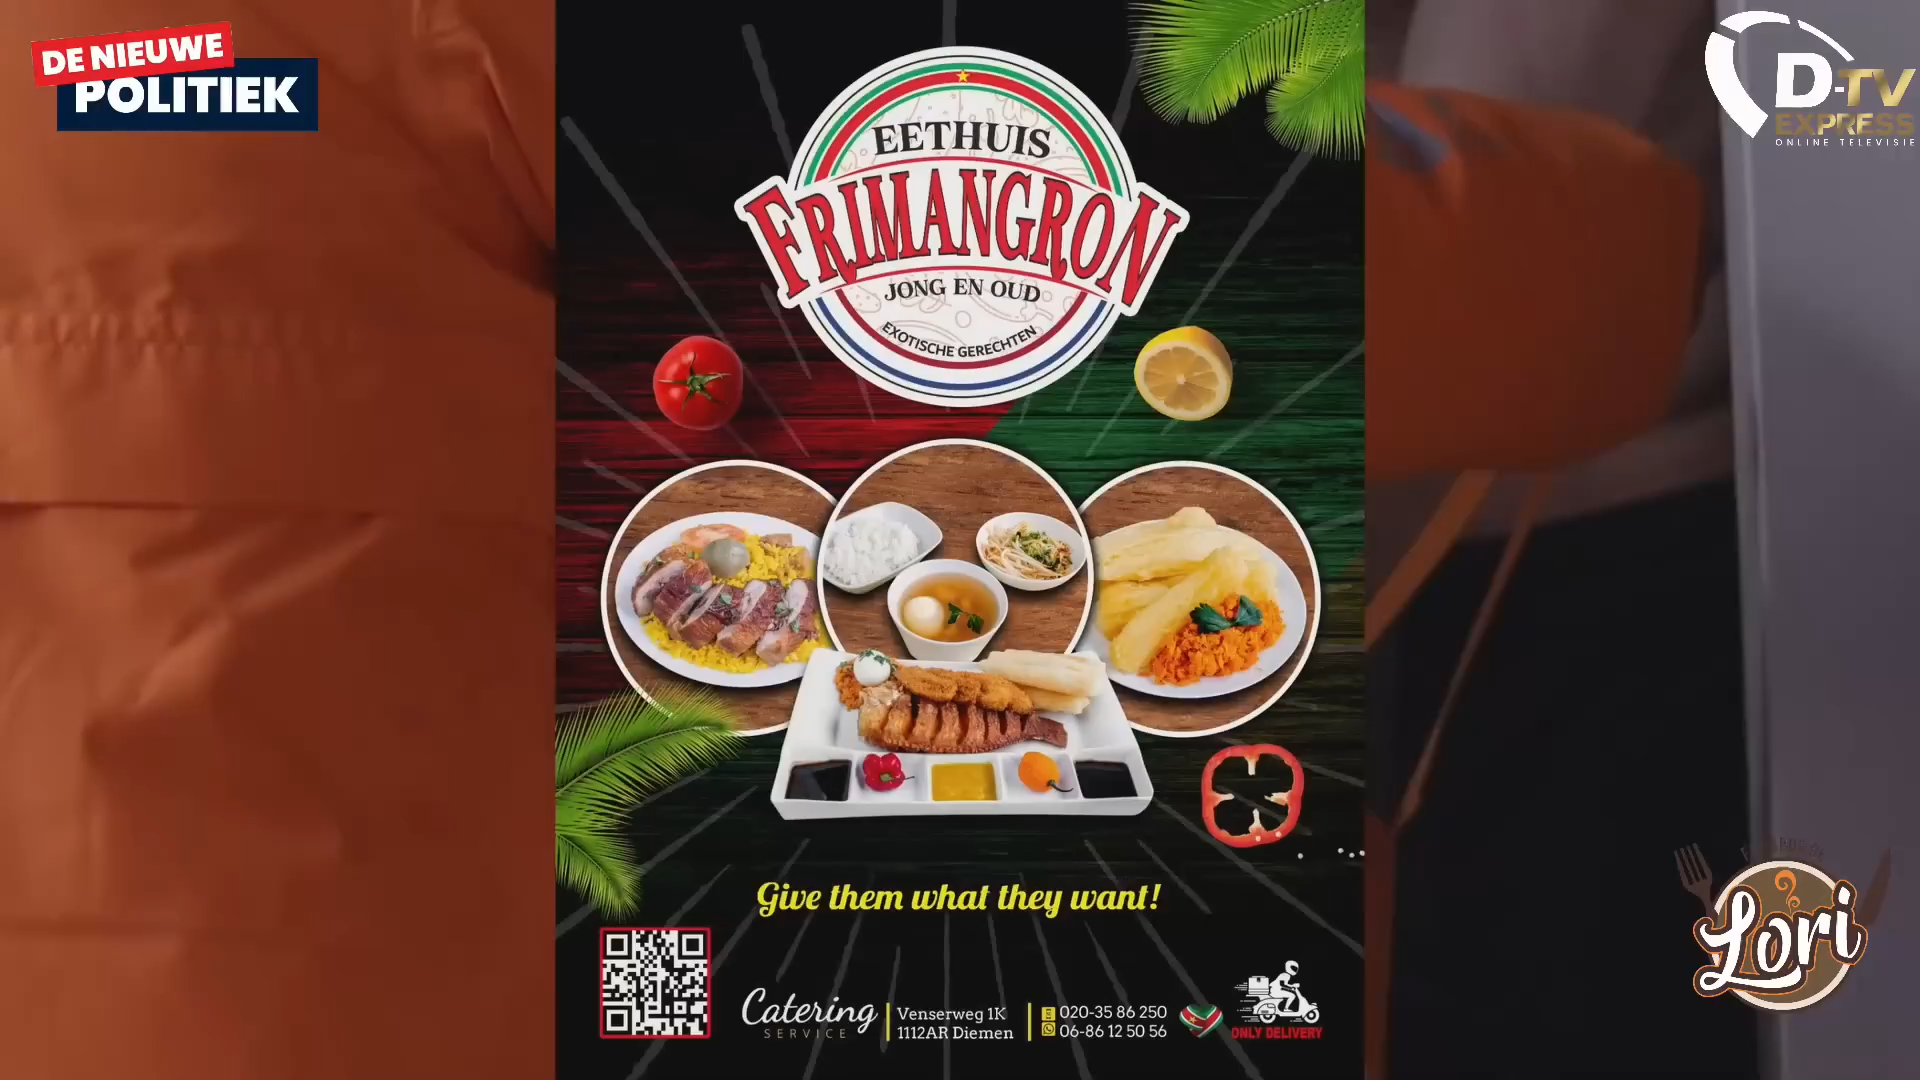 DE NIEUWE
POLITIEK
D-TV
EXPRESS
ONLINE TELEVISIE
EETHUIS
FRIMANGRON
JONG EN OUD
EXOTISCHE GERECHTEN
Give them what they want!
Catering
SERVICE
Venserweg 1K
1112AR Diemen
020-35 86 250
06-86 12 50 56
ONLY DELIVERY
Lori